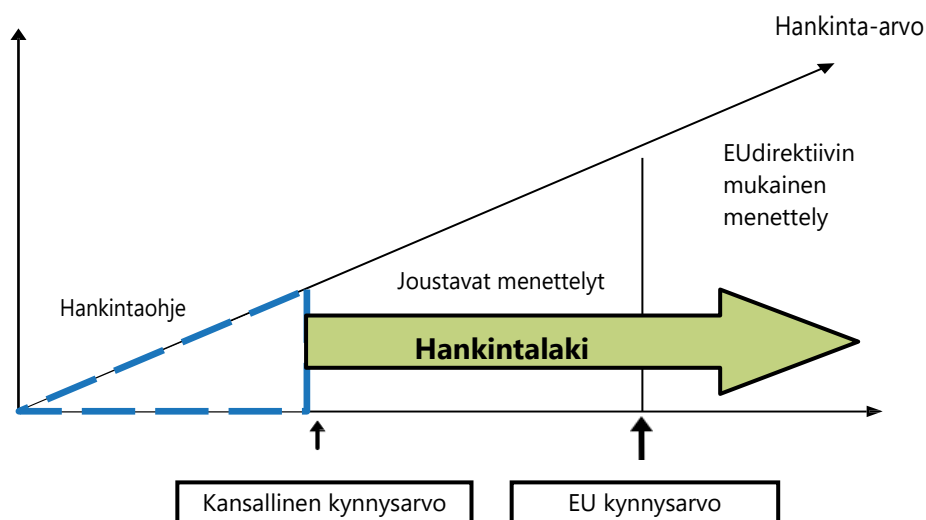 Hankinta-arvo
EUdirektiivin
mukainen
menettely
Joustavat menettelyt
Hankintaohje
Hankintalaki
Kansallinen kynnysarvo
EU kynnysarvo